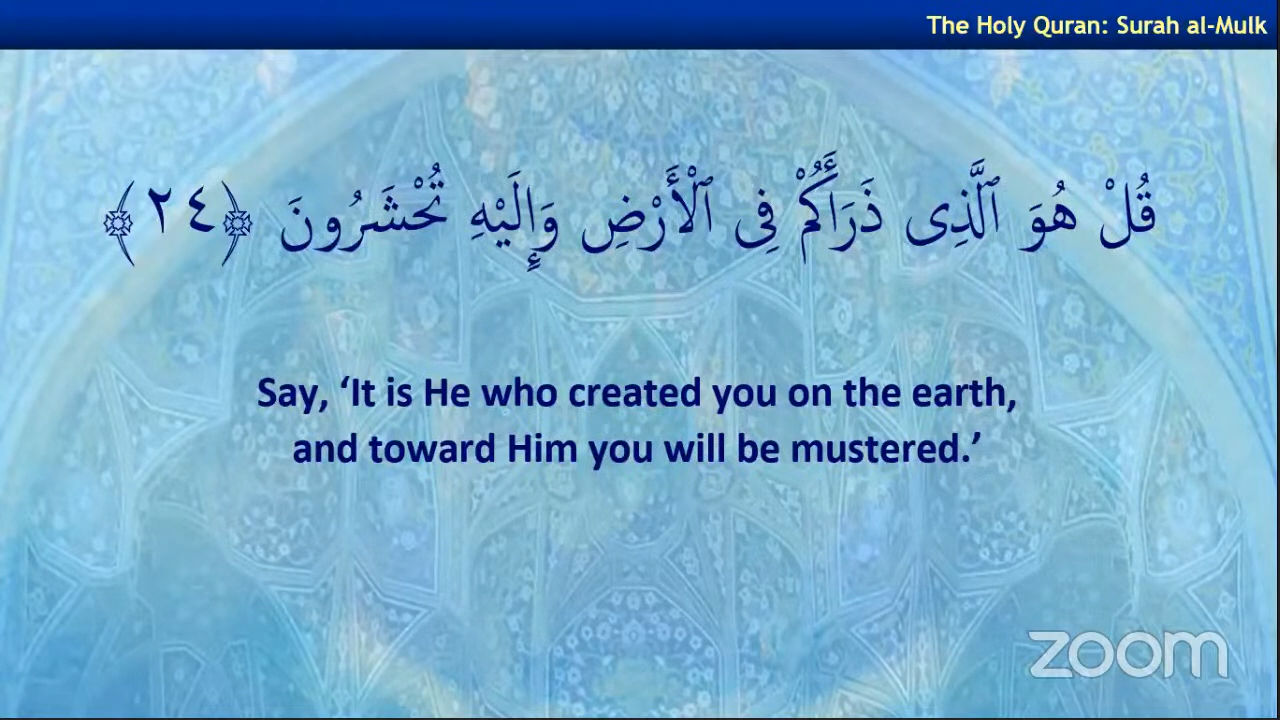 The Holy Quran: Surah al-Mulk
قُلْ هُوَ ٱلَّذِى ذَرَأَكُمْ فِى ٱلْأَرْضِ وَإِلَيْهِ تُحْشَرُونَ ﴿٢٤﴾
Say, ‘It is He who created you on the earth,
and toward Him you will be mustered.’
zoom